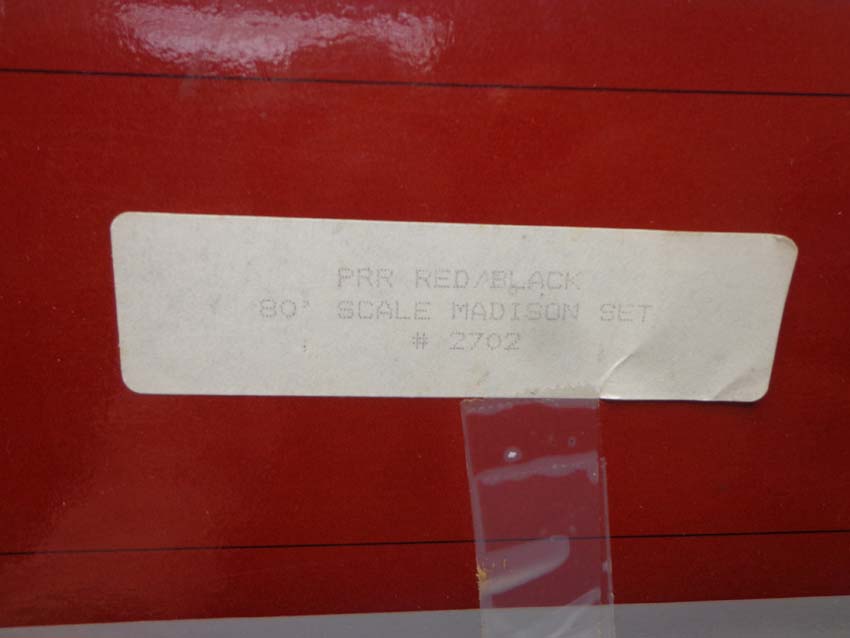 PRR RED/BLACK
80' SCALE MADISON SET
# 2702